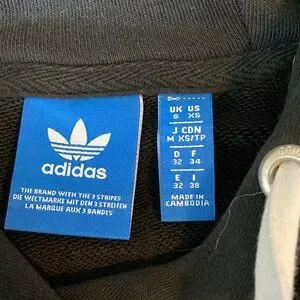 adidas
THE BRAND WITH THE 3 STRIPES
DIE WELTMARKE MIT DEN 3 STREIFEN
LA MARQUE AUX 3 BANDES
UK US
6 XS
J CDN
M XS/TP
D F
32 34
E I
32 38
MADE IN
CAMBODIA